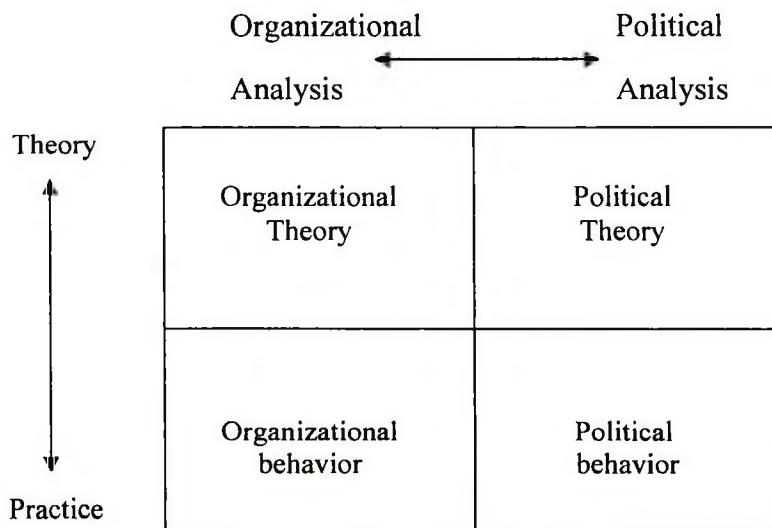 Organizational Political
Analysis Analysis
Theory
Organizational Political
Theory Theory
Organizational Political
behavior behavior
Practice